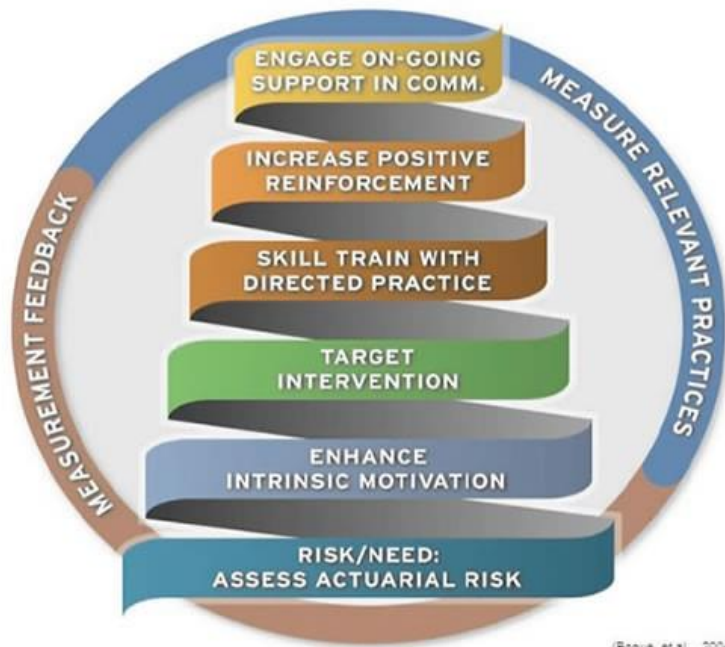 ENGAGE ON-GOING
SUPPORT IN COMM.
INCREASE POSITIVE
REINFORCEMENT
SKILL TRAIN WITH
DIRECTED PRACTICE
TARGET
INTERVENTION
ENHANCE
INTRINSIC MOTIVATION
RISK/NEED:
ASSESS ACTUARIAL RISK
MEASUREMENT FEEDBACK
MEASURE RELEVANT PRACTICES